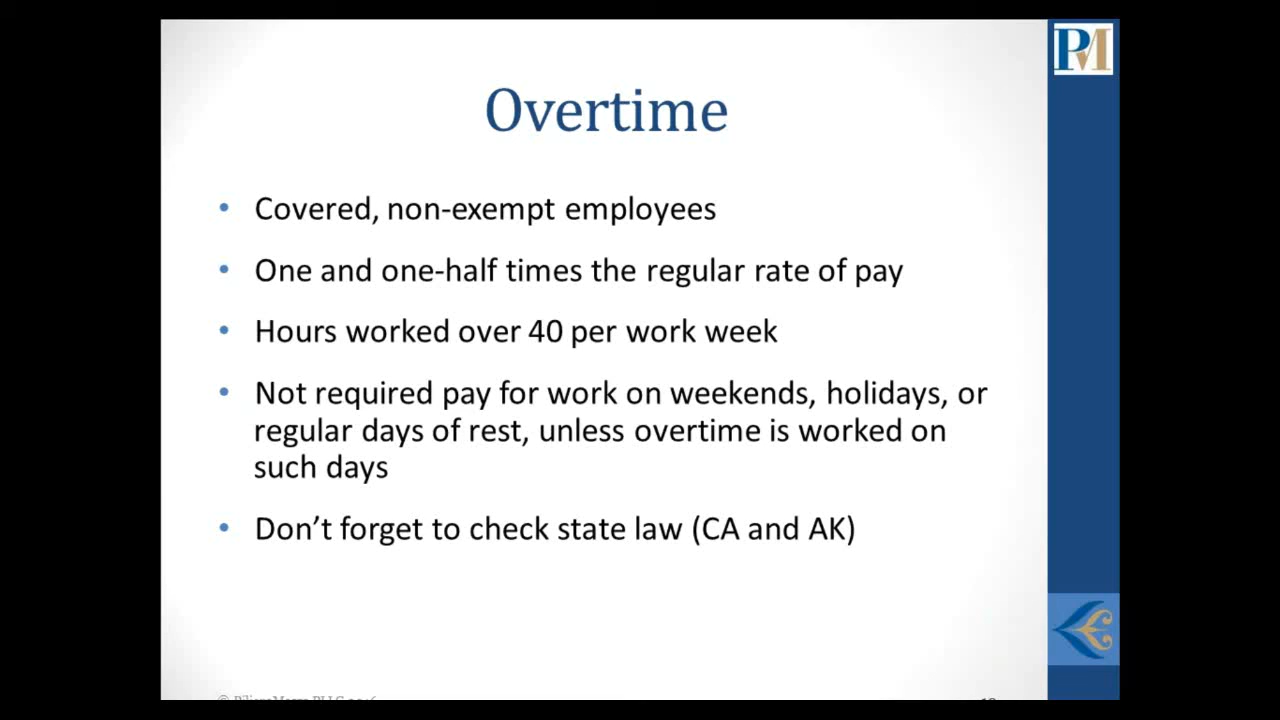 PM
Overtime
• Covered, non-exempt employees
• One and one-half times the regular rate of pay
• Hours worked over 40 per work week
• Not required pay for work on weekends, holidays, or
regular days of rest, unless overtime is worked on
such days
• Don’t forget to check state law (CA and AK)